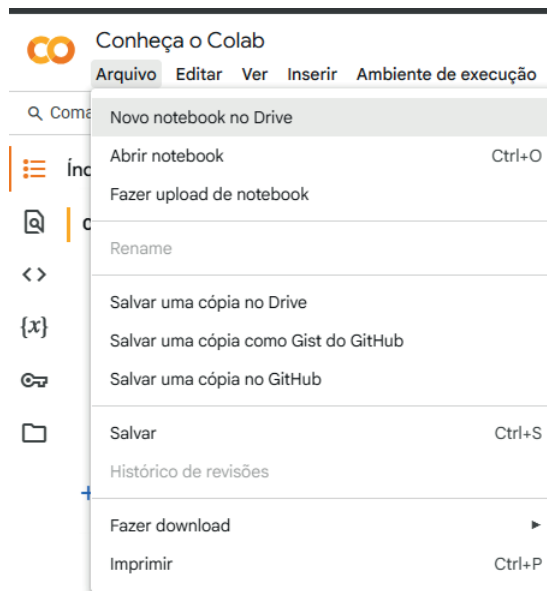 Conheça o Colab
Arquivo Editar Ver Inserir Ambiente de execução
Novo notebook no Drive
Abrir notebook Ctrl+O
Fazer upload de notebook
Rename
Salvar uma cópia no Drive
Salvar uma cópia como Gist do GitHub
Salvar uma cópia no GitHub
Salvar Ctrl+S
Histórico de revisões
Fazer download
Imprimir Ctrl+P
{x}